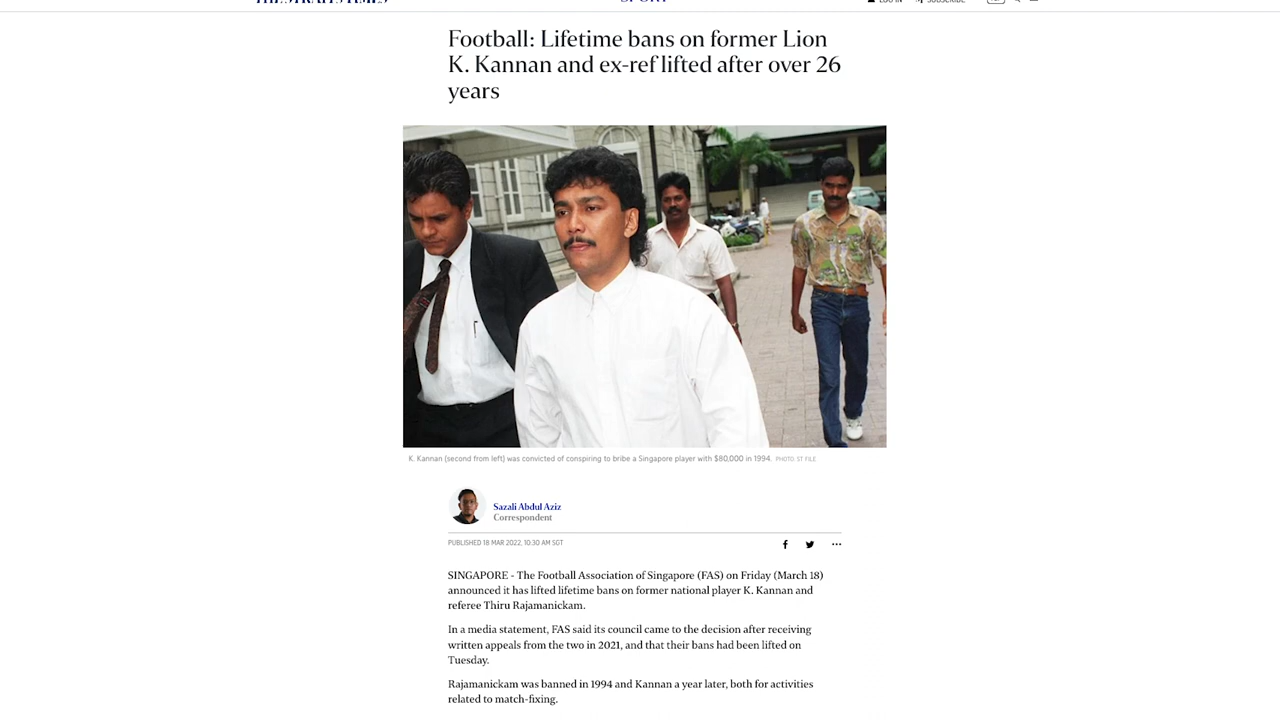 LOG IN SUBSCRIBE
Football: Lifetime bans on former Lion
K. Kannan and ex-ref lifted after over 26
years
K. Kannan (second from left) was convicted of conspiring to bribe a Singapore player with $80,000 in 1994. PHOTO: ST FILE
Sazali Abdul Aziz
Correspondent
PUBLISHED 18 MAR 2022, 10:30 AM SGT
SINGAPORE - The Football Association of Singapore (FAS) on Friday (March 18)
announced it has lifted lifetime bans on former national player K. Kannan and
referee Thiru Rajamanickam.
In a media statement, FAS said its council came to the decision after receiving
written appeals from the two in 2021, and that their bans had been lifted on
Tuesday.
Rajamanickam was banned in 1994 and Kannan a year later, both for activities
related to match-fixing.